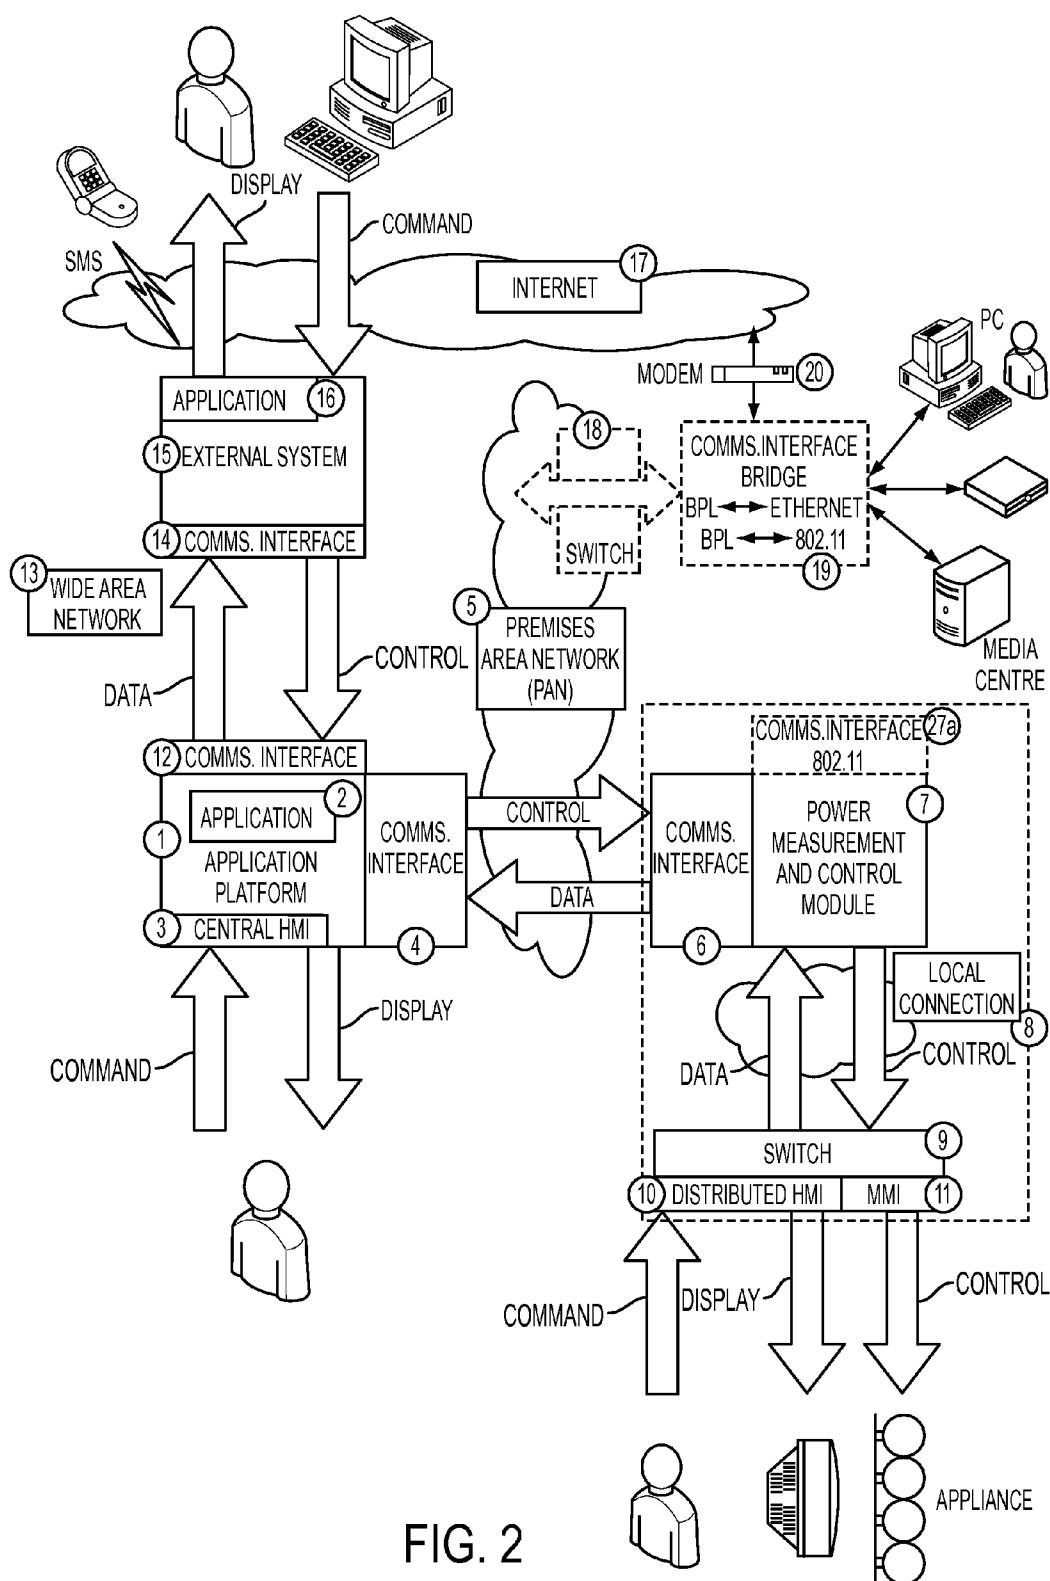 DISPLAY
COMMAND
SMS
17
INTERNET
PC
MODEM
20
APPLICATION
16
18
15
EXTERNAL SYSTEM
COMMS.INTERFACE
BRIDGE
BPL ETHERNET
BPL 802.11
SWITCH
14
COMMS. INTERFACE
19
13
WIDE AREA
NETWORK
5
PREMISES
AREA NETWORK
(PAN)
MEDIA
CENTRE
DATA
CONTROL
12
COMMS. INTERFACE
COMMS.INTERFACE
802.11
27a
2
APPLICATION
1
APPLICATION
PLATFORM
COMMS.
INTERFACE
CONTROL
DATA
COMMS.
INTERFACE
7
POWER
MEASUREMENT
AND CONTROL
MODULE
3
CENTRAL HMI
4
6
LOCAL
CONNECTION
8
DISPLAY
COMMAND
DATA
CONTROL
SWITCH
9
10
DISTRIBUTED HMI
MMI
11
COMMAND
DISPLAY
CONTROL
APPLIANCE
FIG. 2